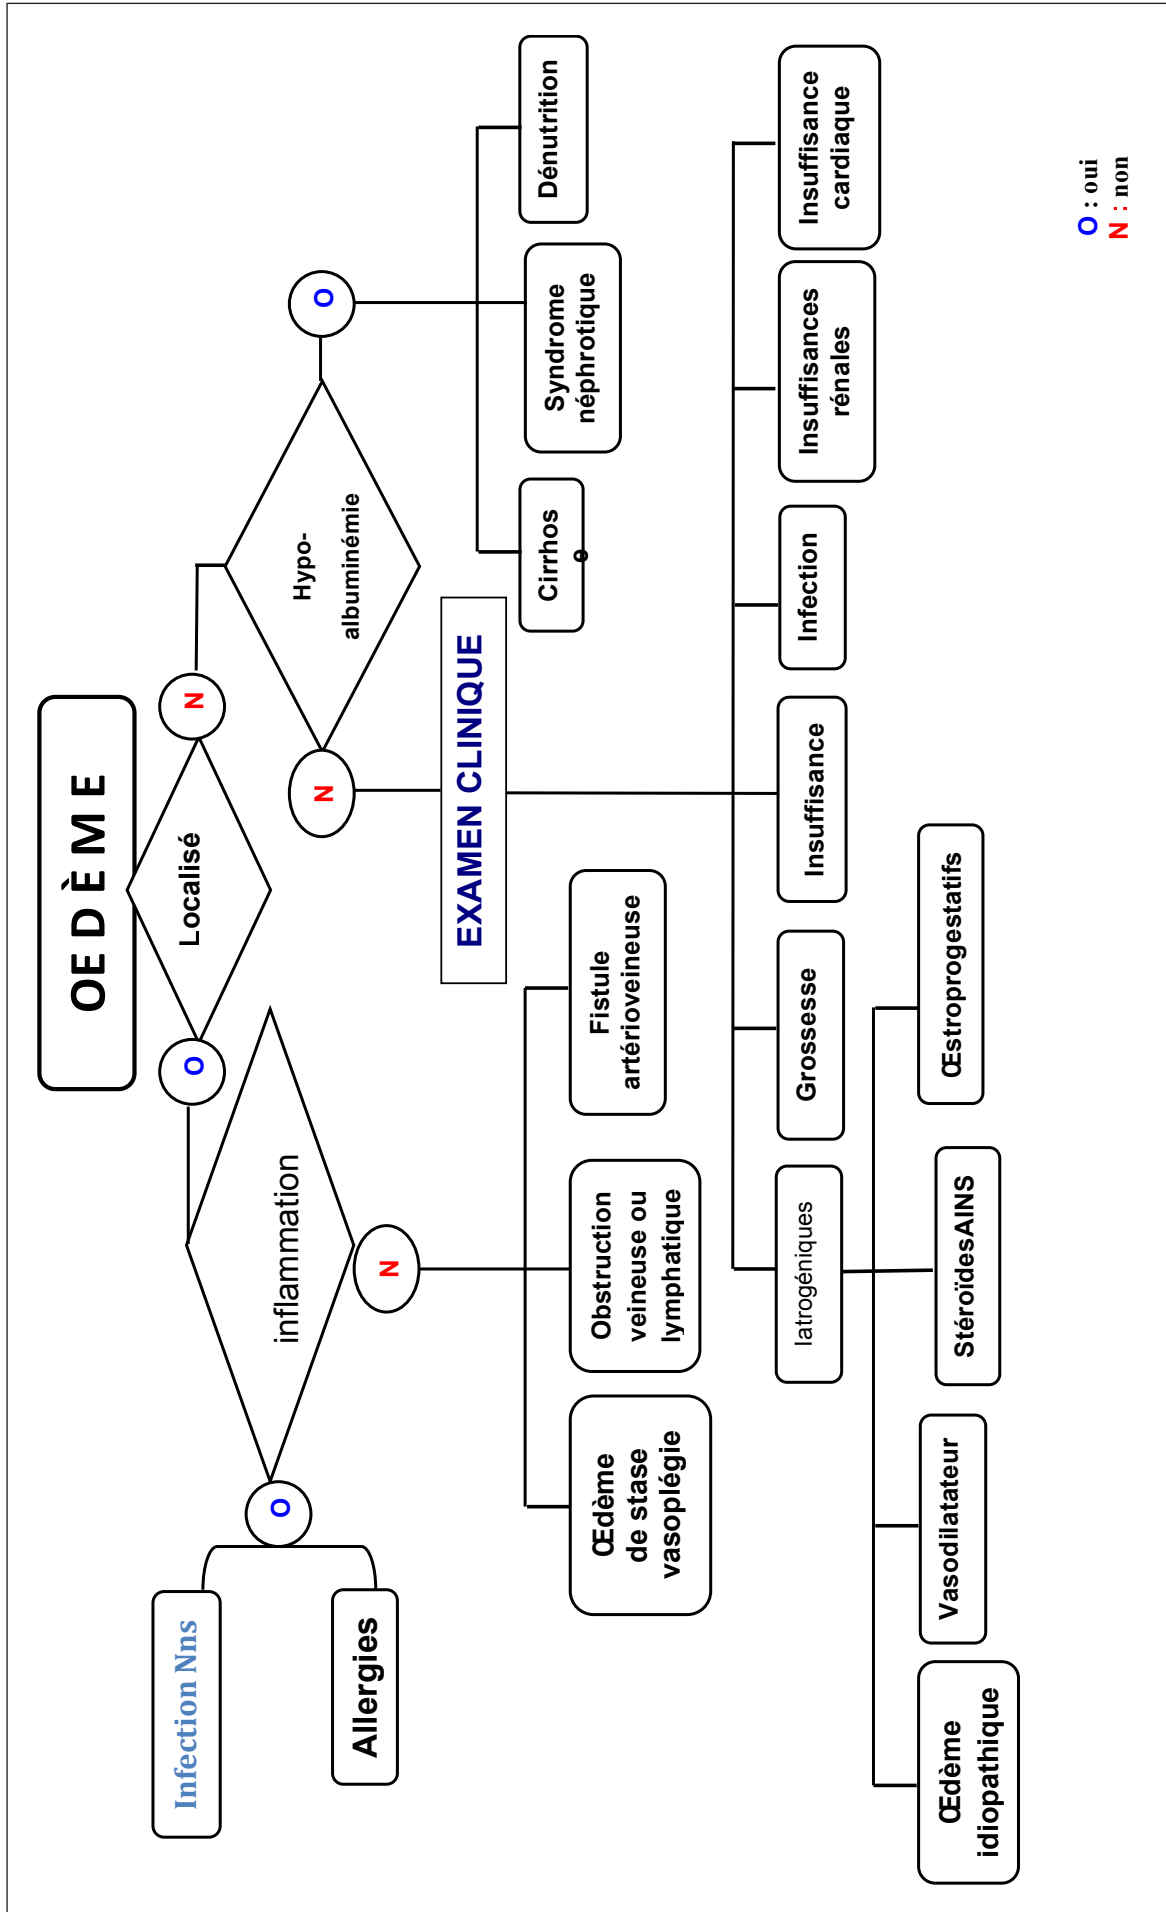 OE D È M E
Localisé
O
N
inflammation
Hypo-
albuminémie
O
N
N
O
Infection Nns
Allergies
EXAMEN CLINIQUE
Œdème
de stase
vasoplégie
Obstruction
veineuse ou
lymphatique
Fistule
artérioveineuse
Cirrhos
e
Syndrome
néphrotique
Dénutrition
Iatrogéniques
Grossesse
Insuffisance
Infection
Insuffisances
rénales
Insuffisance
cardiaque
Œdème
idiopathique
Vasodilatateur
StéroïdesAINS
Œstroprogestatifs
O : oui
N : non